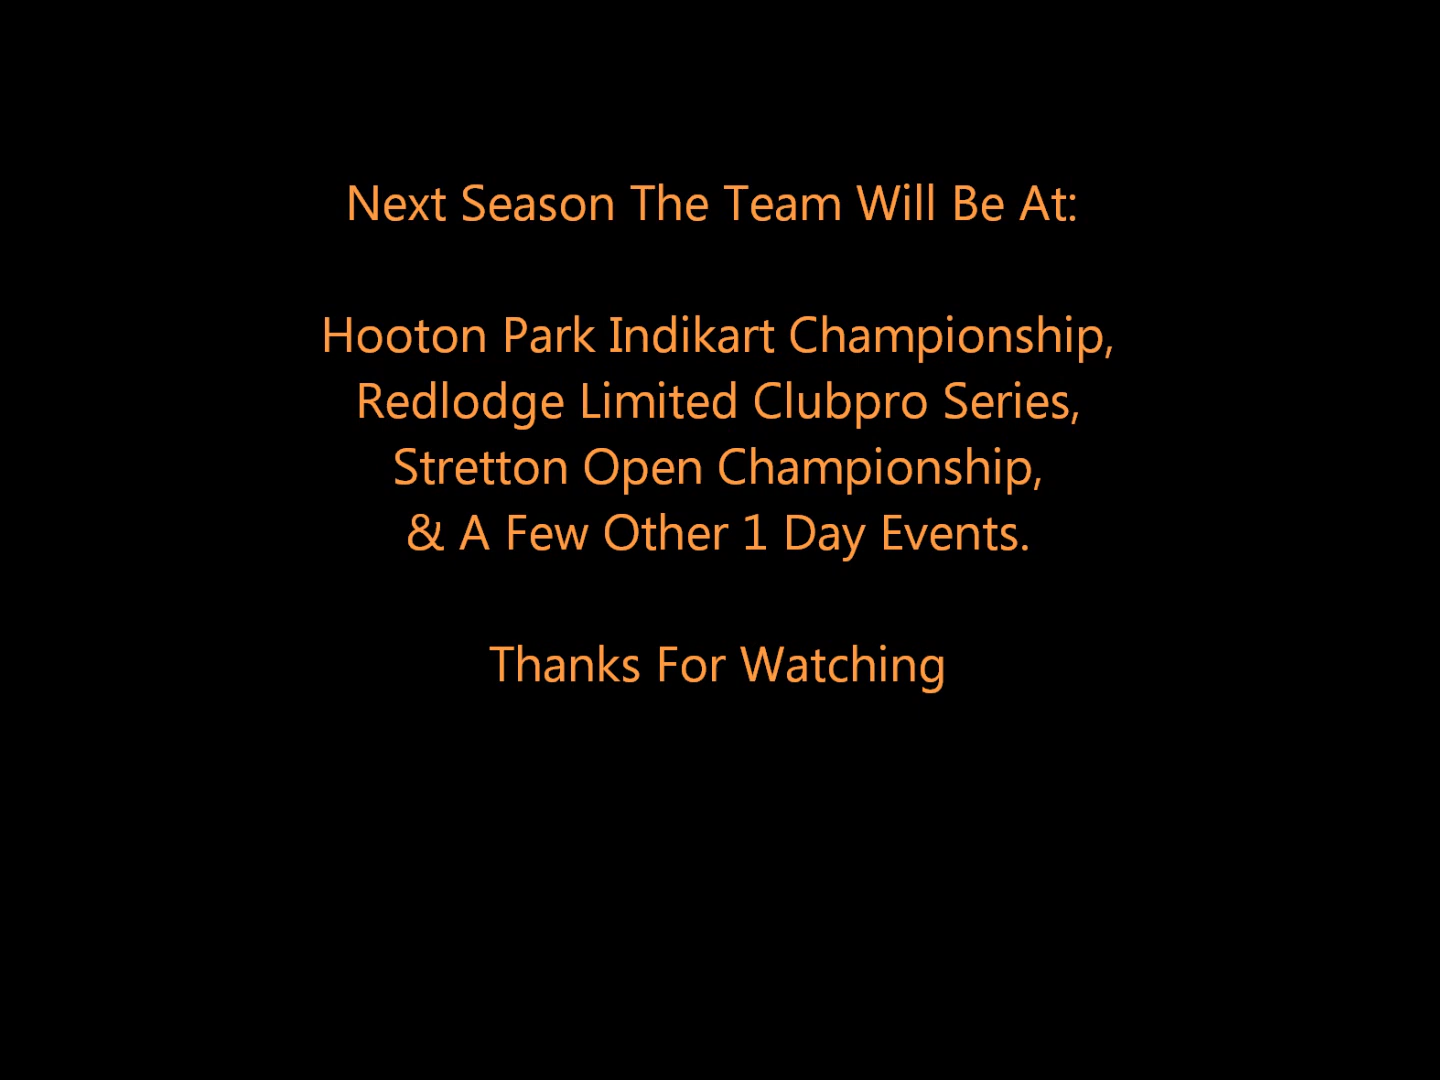 Next Season The Team Will Be At:
Hooton Park Indikart Championship,
Redlodge Limited Clubpro Series,
Stretton Open Championship,
& A Few Other 1 Day Events.
Thanks For Watching